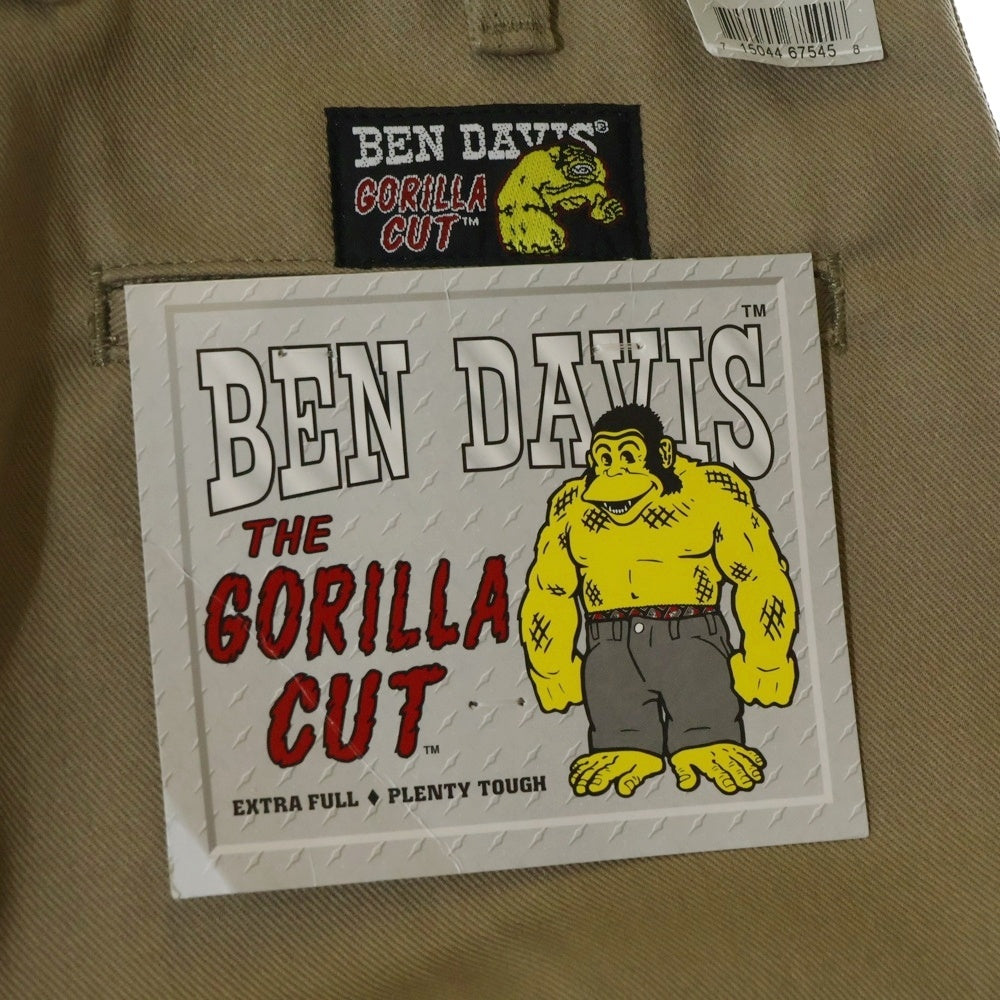 7 15044 67545 8
BEN DAVIS®
GORILLA
CUT™
BEN DAVIS™
THE
GORILLA
CUT™
EXTRA FULL ♦ PLENTY TOUGH